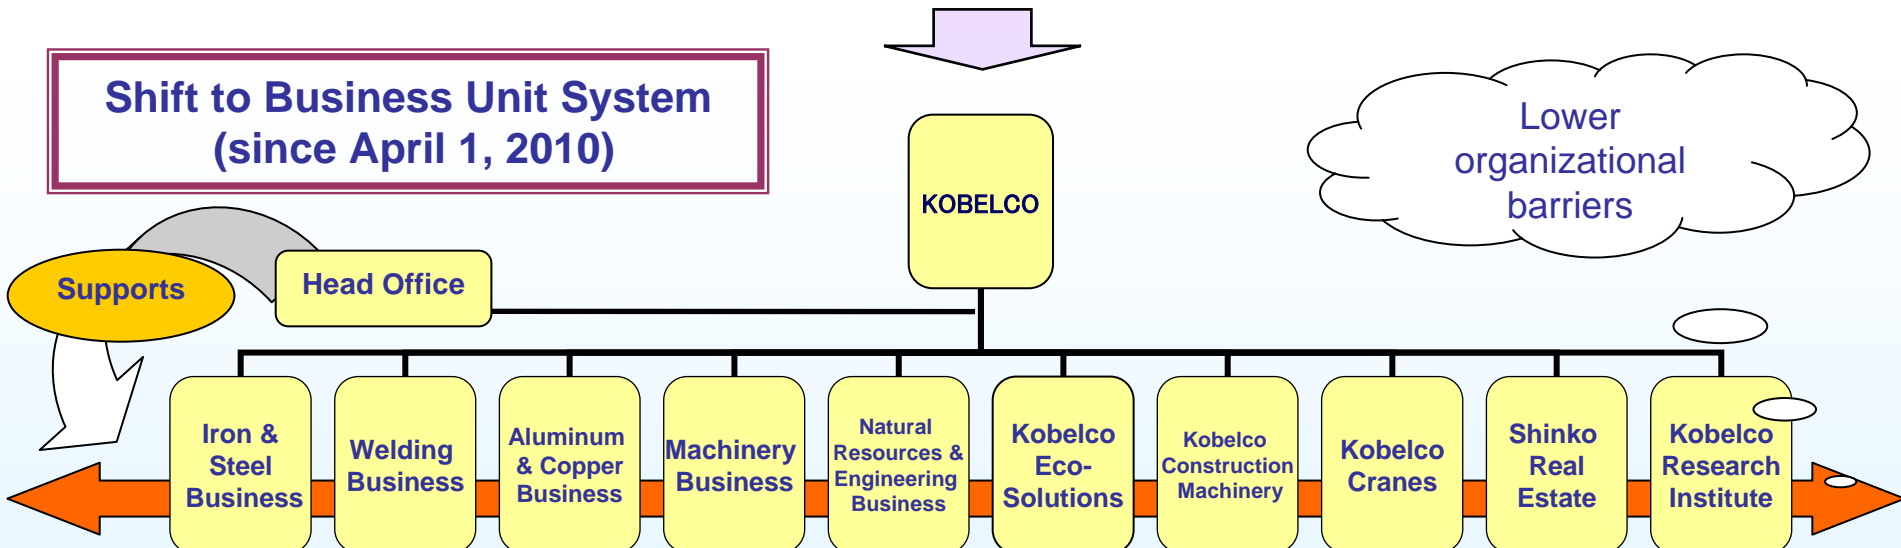 Shift to Business Unit System
(since April 1, 2010)
Lower
organizational
barriers
KOBELCO
Supports
Head Office
Iron &
Steel
Business
Welding
Business
Aluminum
& Copper
Business
Machinery
Business
Natural
Resources &
Engineering
Business
Kobelco
Eco-
Solutions
Kobelco
Construction
Machinery
Kobelco
Cranes
Shinko
Real
Estate
Kobelco
Research
Institute